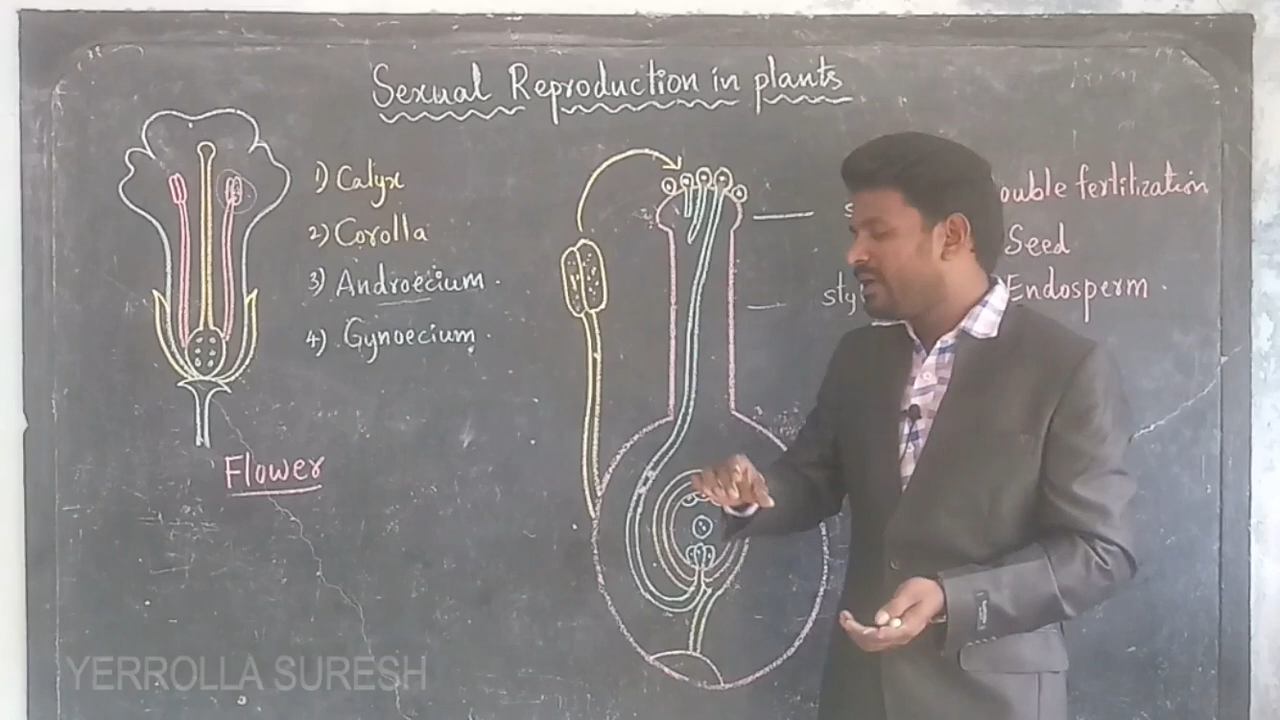 Sexual Reproduction in plants
1) Calyx
2) Corolla
3) Androecium.
4) Gynoecium.
Flower
ouble fertilization
Seed
Endosperm.
YERROLLA SURESH